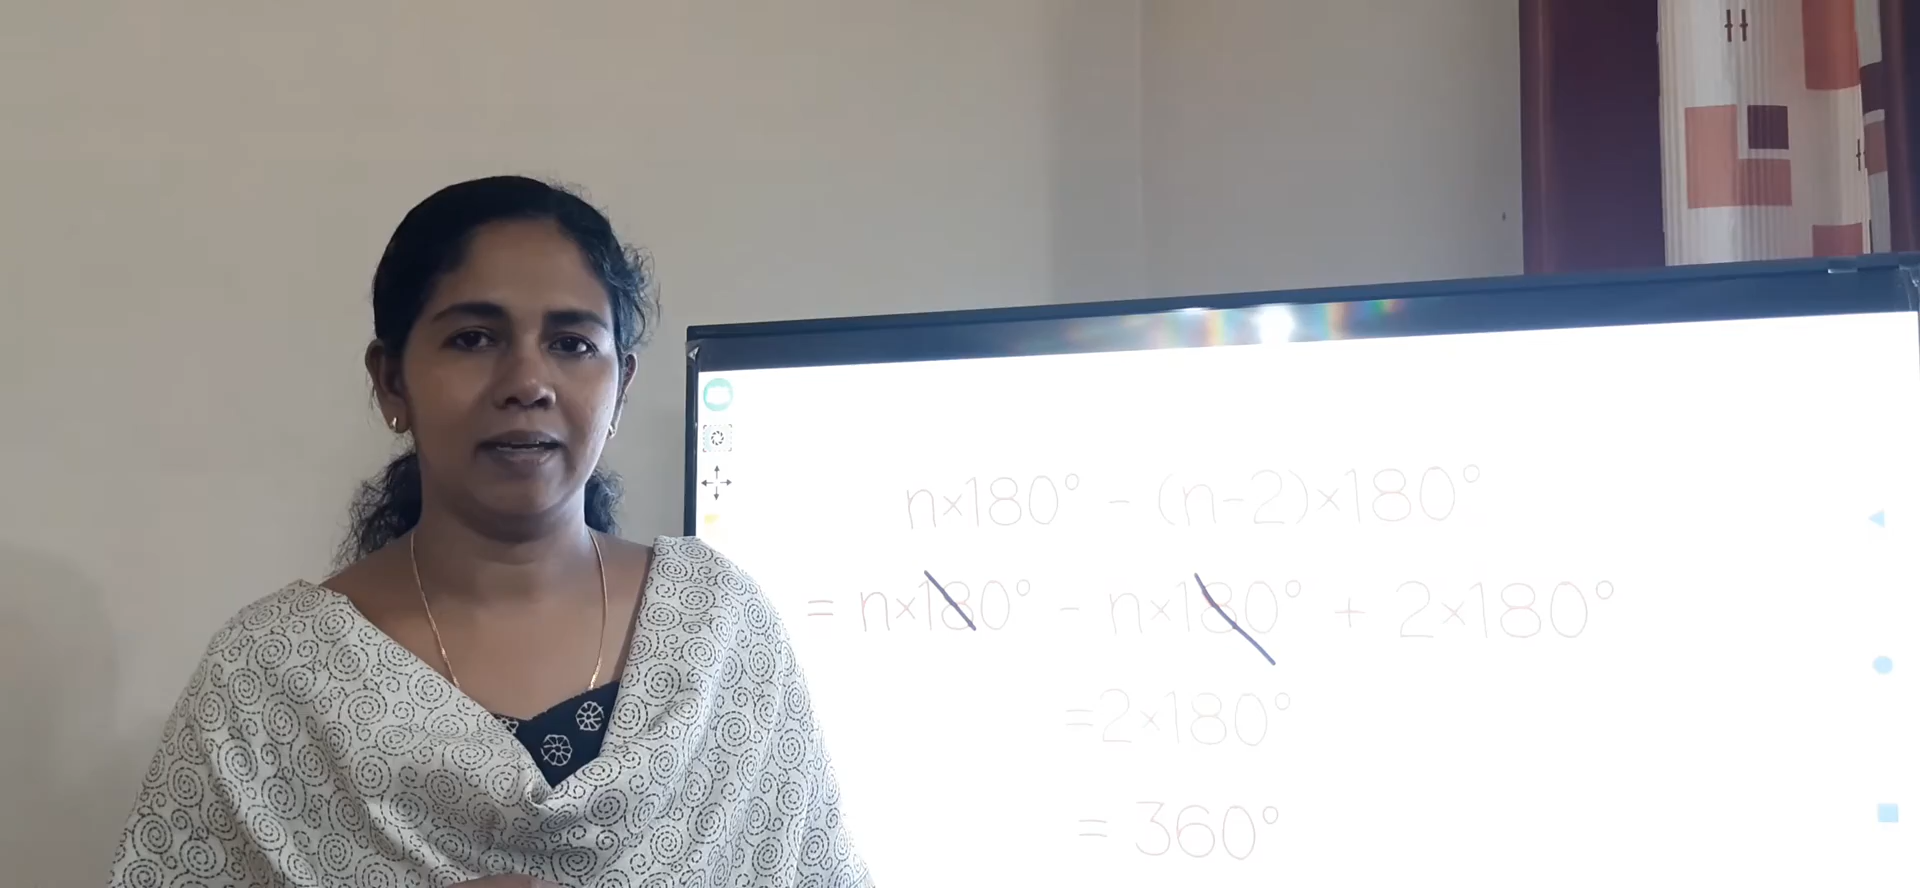 n×180° - (n-2)×180°
= n×180° - n×180° + 2×180°
=2×180°
= 360°